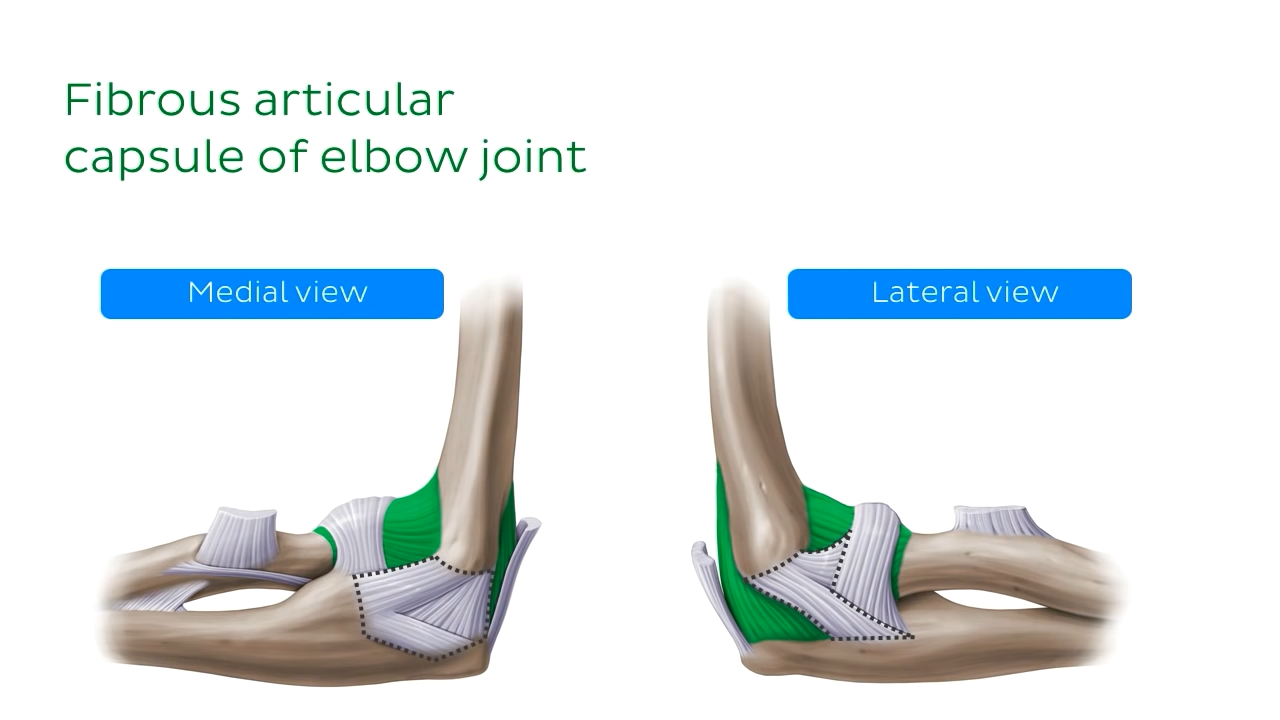 Fibrous articular
capsule of elbow joint
Medial view
Lateral view